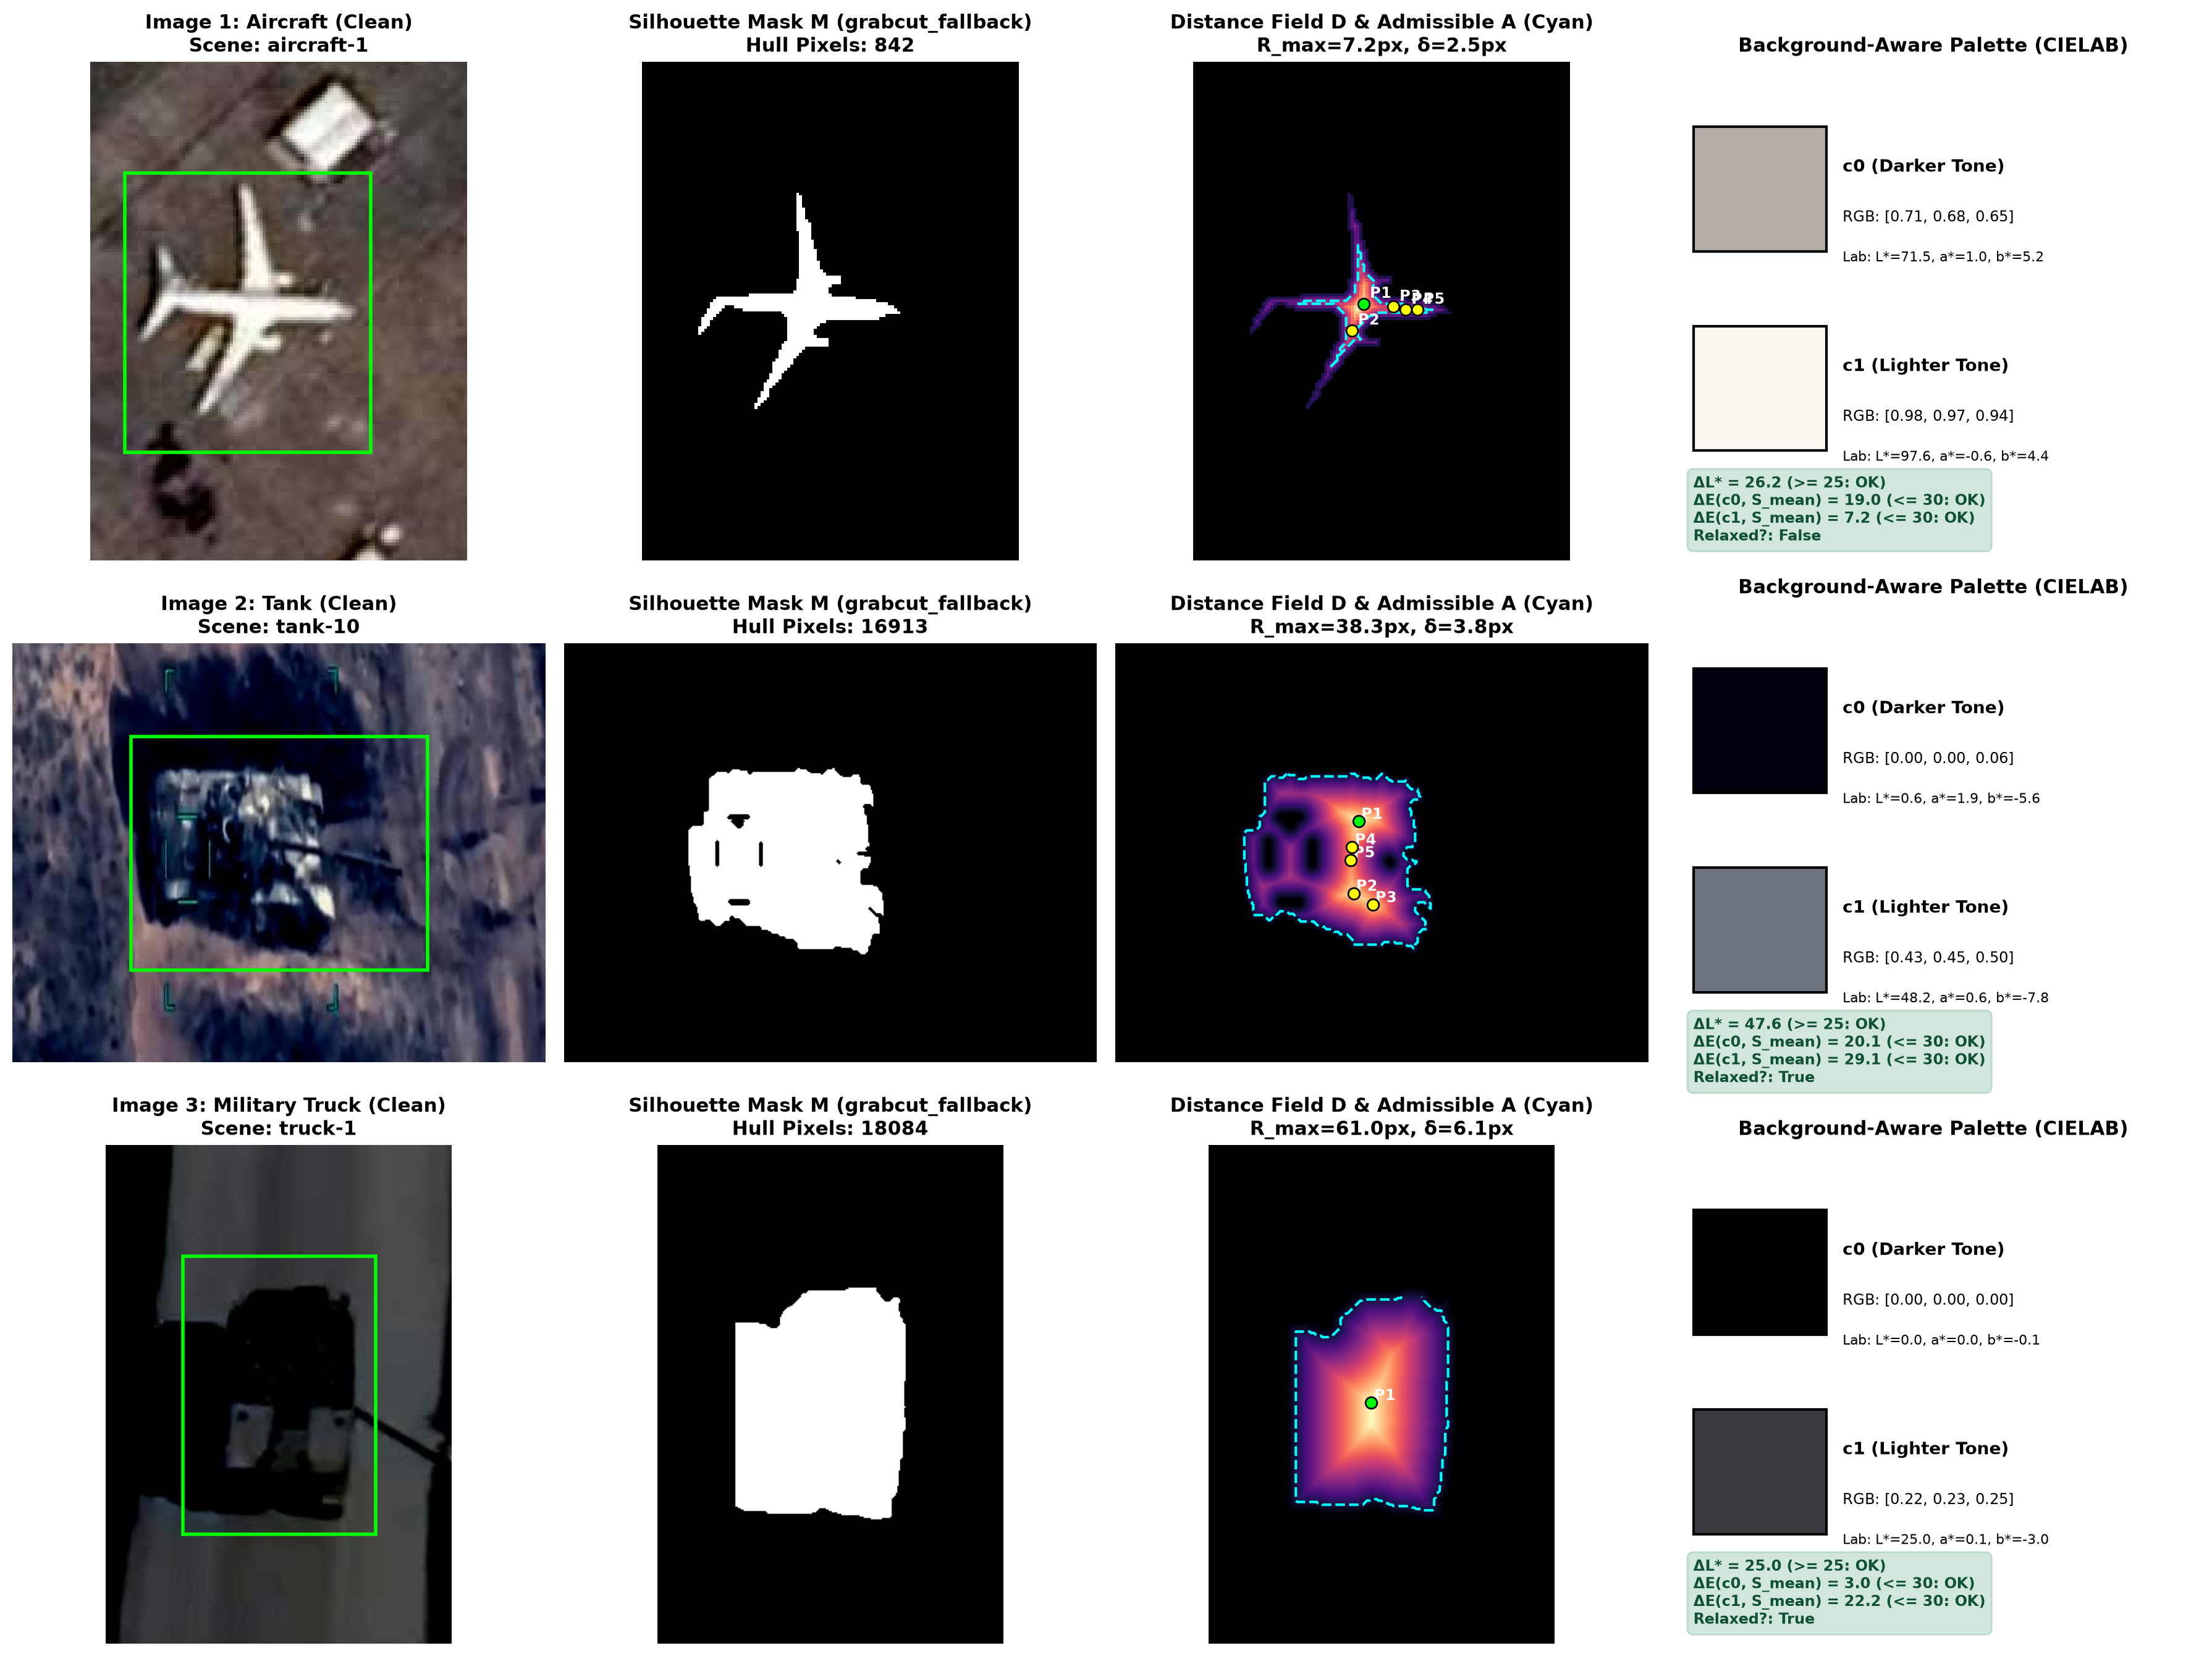 Image 1: Aircraft (Clean)
Scene: aircraft-1
Silhouette Mask M (grabcut_fallback)
Hull Pixels: 842
Distance Field D & Admissible A (Cyan)
R_max=7.2px, δ=2.5px
P1
P2
P3
P5
Background-Aware Palette (CIELAB)
c0 (Darker Tone)
RGB: [0.71, 0.68, 0.65]
Lab: L*=71.5, a*=1.0, b*=5.2
c1 (Lighter Tone)
RGB: [0.98, 0.97, 0.94]
Lab: L*=97.6, a*=-0.6, b*=4.4
ΔL* = 26.2 (>= 25: OK)
ΔE(c0, S_mean) = 19.0 (<= 30: OK)
ΔE(c1, S_mean) = 7.2 (<= 30: OK)
Relaxed?: False
Image 2: Tank (Clean)
Scene: tank-10
Silhouette Mask M (grabcut_fallback)
Hull Pixels: 16913
Distance Field D & Admissible A (Cyan)
R_max=38.3px, δ=3.8px
P1
P4
P5
P2
P3
Background-Aware Palette (CIELAB)
c0 (Darker Tone)
RGB: [0.00, 0.00, 0.06]
Lab: L*=0.6, a*=1.9, b*=-5.6
c1 (Lighter Tone)
RGB: [0.43, 0.45, 0.50]
Lab: L*=48.2, a*=0.6, b*=-7.8
ΔL* = 47.6 (>= 25: OK)
ΔE(c0, S_mean) = 20.1 (<= 30: OK)
ΔE(c1, S_mean) = 29.1 (<= 30: OK)
Relaxed?: True
Image 3: Military Truck (Clean)
Scene: truck-1
Silhouette Mask M (grabcut_fallback)
Hull Pixels: 18084
Distance Field D & Admissible A (Cyan)
R_max=61.0px, δ=6.1px
P1
Background-Aware Palette (CIELAB)
c0 (Darker Tone)
RGB: [0.00, 0.00, 0.00]
Lab: L*=0.0, a*=0.0, b*=-0.1
c1 (Lighter Tone)
RGB: [0.22, 0.23, 0.25]
Lab: L*=25.0, a*=0.1, b*=-3.0
ΔL* = 25.0 (>= 25: OK)
ΔE(c0, S_mean) = 3.0 (<= 30: OK)
ΔE(c1, S_mean) = 22.2 (<= 30: OK)
Relaxed?: True